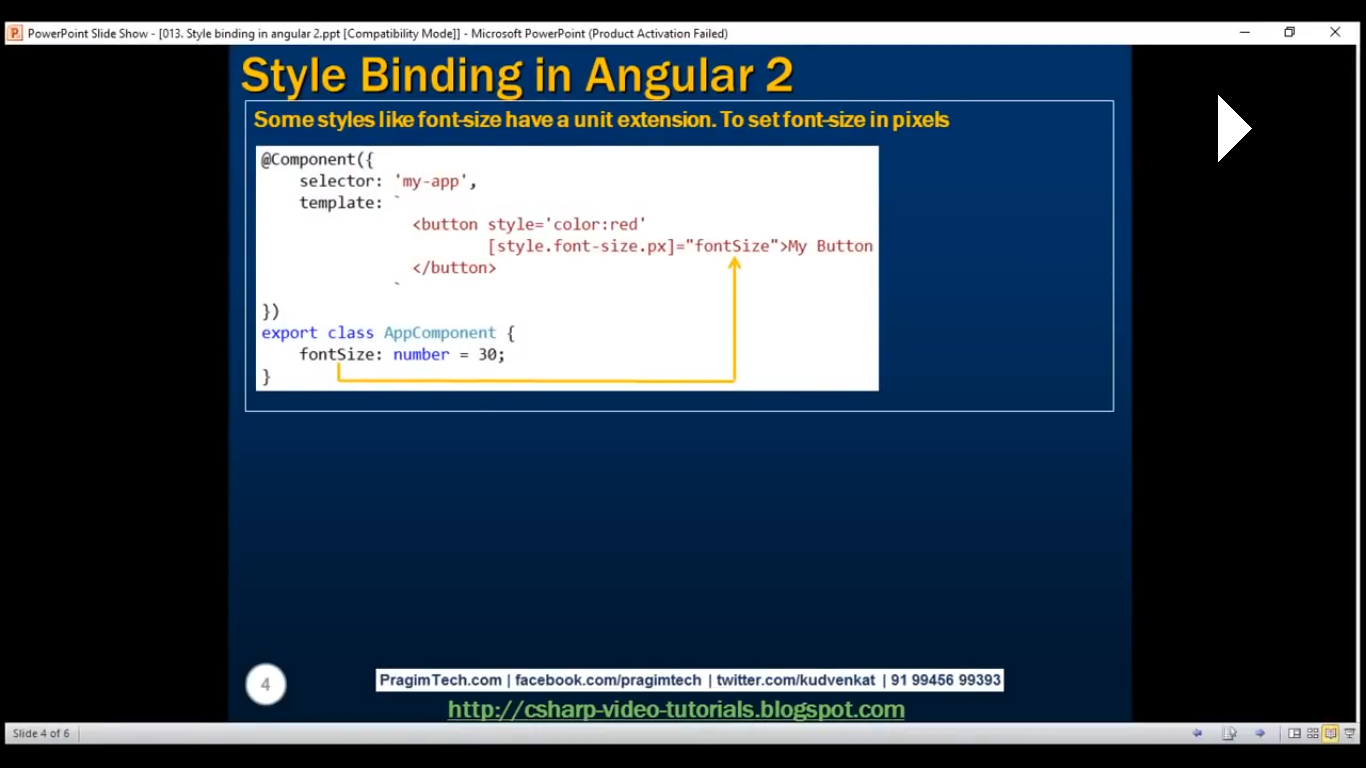 PowerPoint Slide Show - [013. Style binding in angular 2.ppt [Compatibility Mode]] - Microsoft PowerPoint (Product Activation Failed)
Style Binding in Angular 2
Some styles like font-size have a unit extension. To set font-size in pixels
@Component({
selector: 'my-app',
template: `
<button style='color:red'
[style.font-size.px]="fontSize">My Button
</button>
`
})
export class AppComponent {
fontSize: number = 30;
}
4
PragimTech.com | facebook.com/pragimtech | twitter.com/kudvenkat | 91 99456 99393
http://csharp-video-tutorials.blogspot.com
Slide 4 of 6